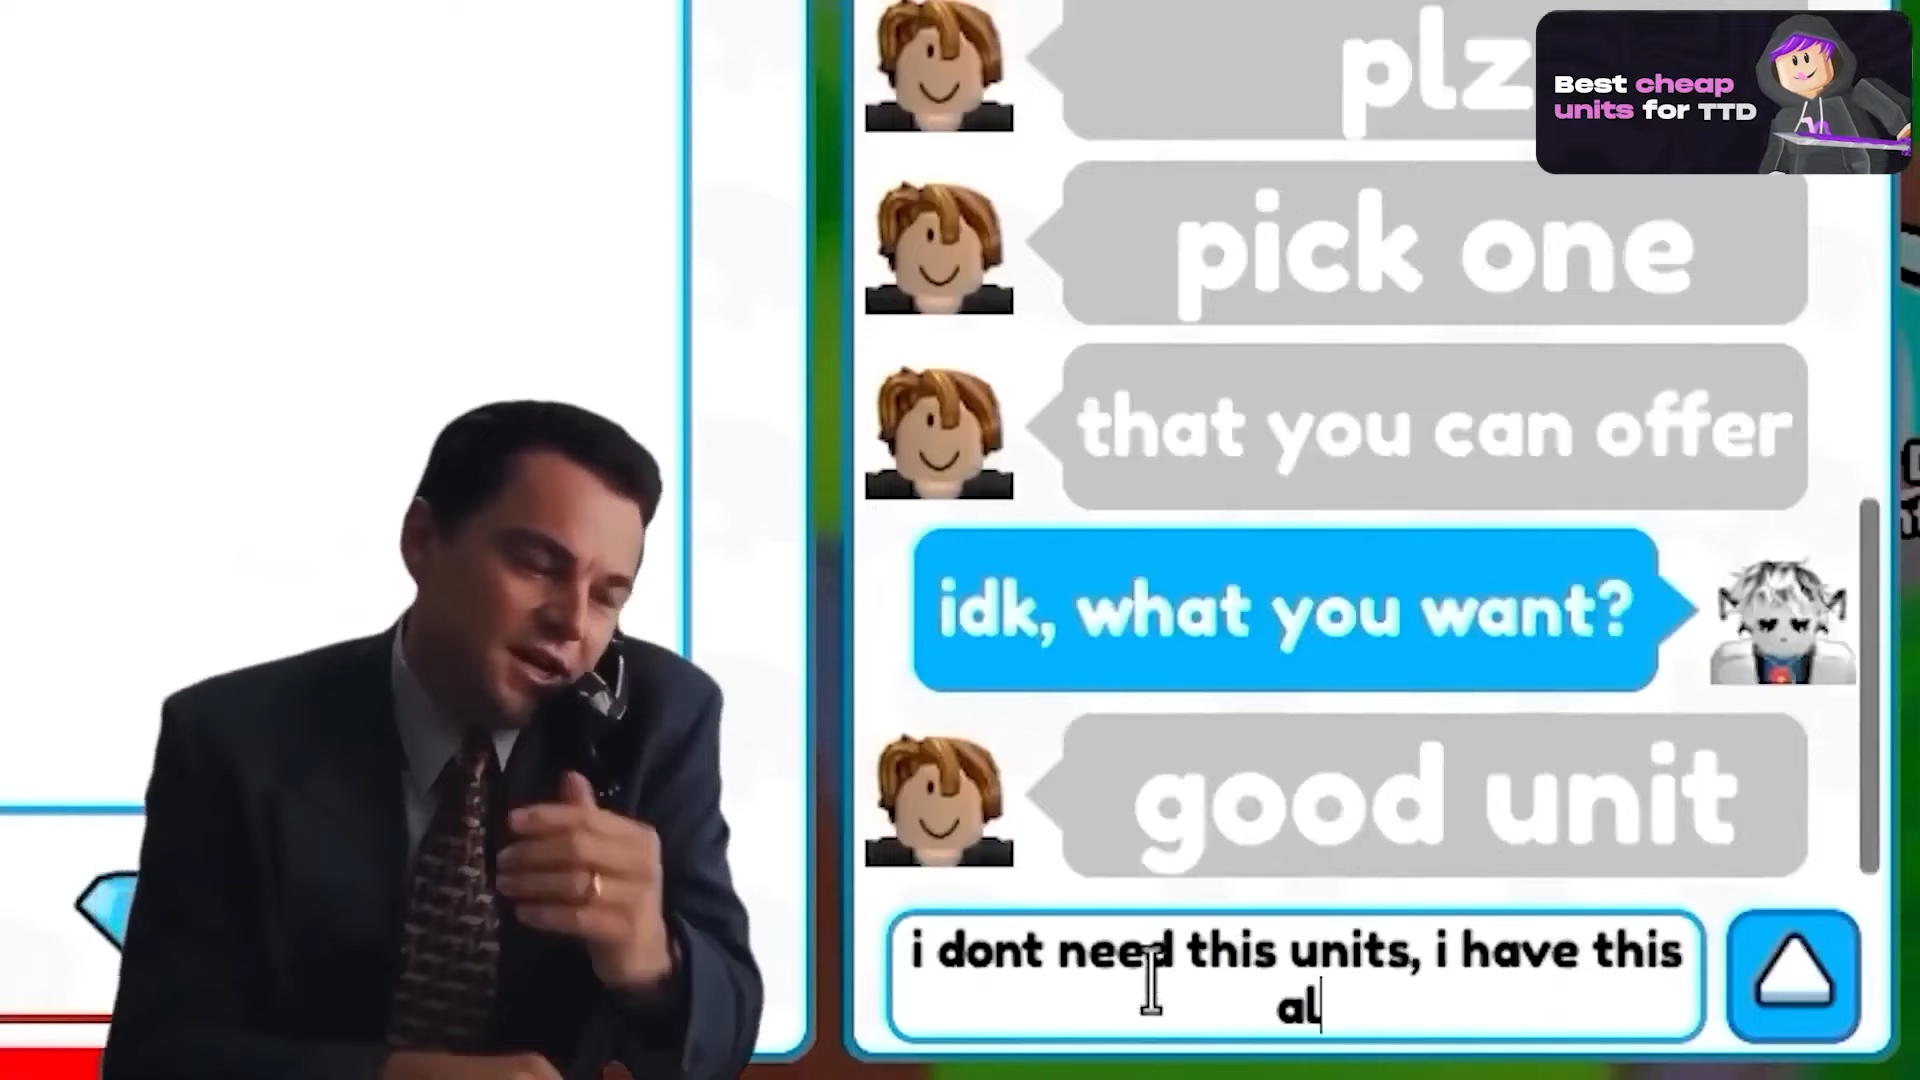 plz
Best cheap
units for TTD
pick one
that you can offer
idk, what you want?
good unit
i dont need this units, i have this
al